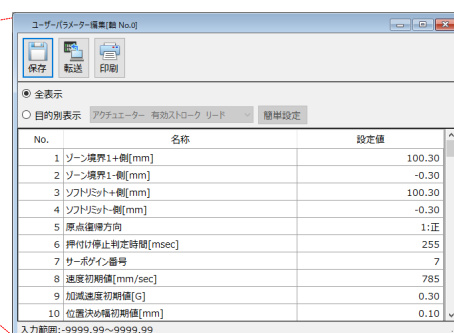 ユーザーパラメーター編集[軸 No.0]
保存 転送 印刷
全表示
目的別表示 アクチュエーター 有効ストローク リード 簡単設定
No. 名称 設定値
1 ゾーン境界1+側[mm] 100.30
2 ゾーン境界1-側[mm] -0.30
3 ソフトリミット+側[mm] 100.30
4 ソフトリミット-側[mm] -0.30
5 原点復帰方向 1:正
6 押付け停止判定時間[msec] 255
7 サーボゲイン番号 7
8 速度初期値[mm/sec] 785
9 加減速度初期値[G] 0.30
10 位置決め幅初期値[mm] 0.10
入力範囲:-9999.99~9999.99